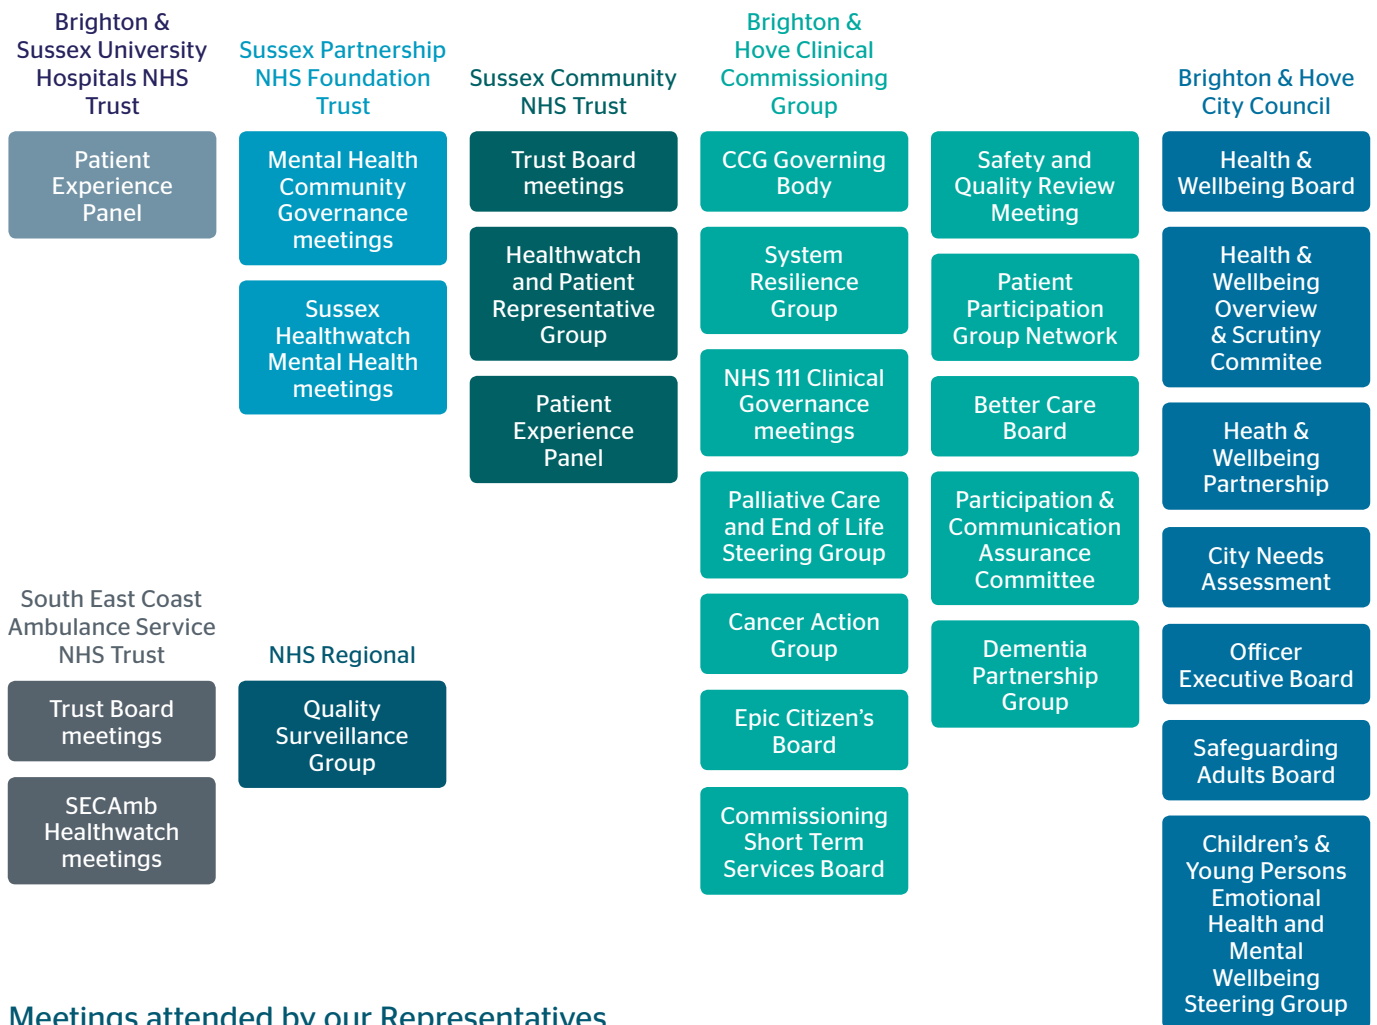 Brighton &
Sussex University
Hospitals NHS
Trust
Patient
Experience
Panel
Sussex Partnership
NHS Foundation
Trust
Mental Health
Community
Governance
meetings
Sussex
Healthwatch
Mental Health
meetings
Sussex Community
NHS Trust
Trust Board
meetings
Healthwatch
and Patient
Representative
Group
Patient
Experience
Panel
Brighton &
Hove Clinical
Commissioning
Group
CCG Governing
Body
System
Resilience
Group
NHS 111 Clinical
Governance
meetings
Palliative Care
and End of Life
Steering Group
Cancer Action
Group
Epic Citizen’s
Board
Commissioning
Short Term
Services Board
Safety and
Quality Review
Meeting
Patient
Participation
Group Network
Better Care
Board
Participation &
Communication
Assurance
Committee
Dementia
Partnership
Group
Brighton & Hove
City Council
Health &
Wellbeing Board
Health &
Wellbeing
Overview
& Scrutiny
Commitee
Heath &
Wellbeing
Partnership
City Needs
Assessment
Officer
Executive Board
Safeguarding
Adults Board
Children’s &
Young Persons
Emotional
Health and
Mental
Wellbeing
Steering Group
South East Coast
Ambulance Service
NHS Trust
Trust Board
meetings
SECAmb
Healthwatch
meetings
NHS Regional
Quality
Surveillance
Group
Meetings attended by our Representatives